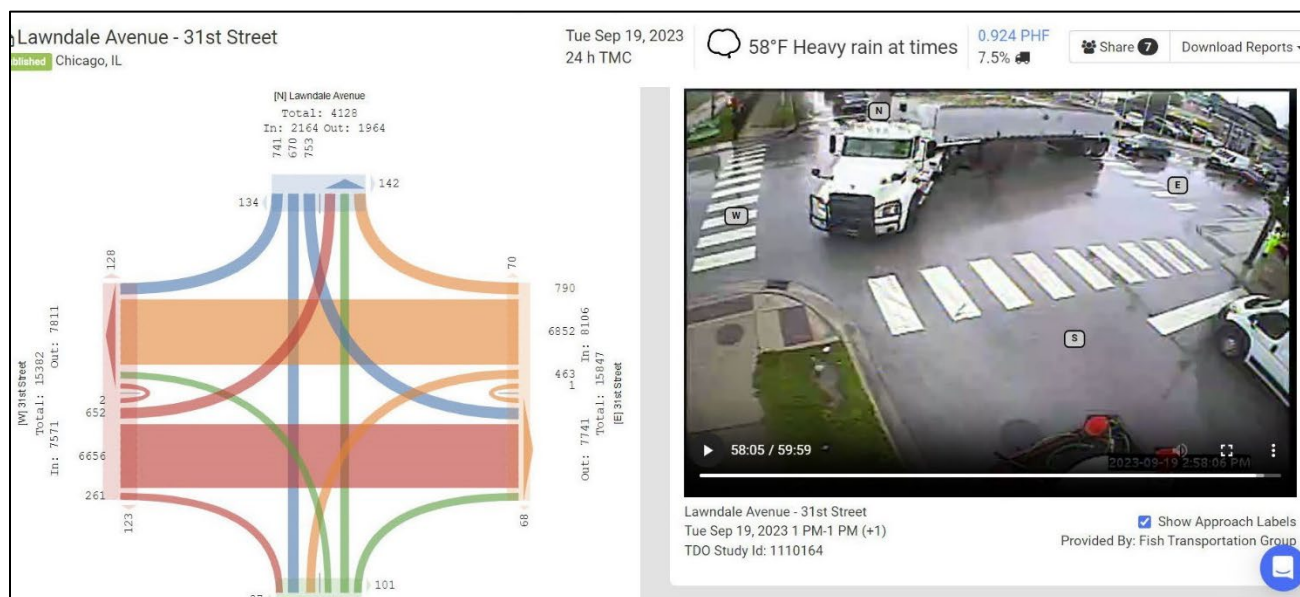 Lawndale Avenue - 31st Street
Chicago, IL
Tue Sep 19, 2023
24 h TMC
58°F Heavy rain at times
0.924 PHF
7.5%
Share 7
Download Reports
[N] Lawndale Avenue
Total: 4128
In: 2164 Out: 1964
741
670
753
134
142
128
70
790
6852
463
1
In: 8106
Total: 15847
Out: 7741
[E] 31st Street
[W] 31st Street
Total: 15382
Out: 7811
In: 7571
2
652
6656
261
123
68
101
N
W
E
S
58:05 / 59:59
2023-09-19 2:58:06 PM
Lawndale Avenue - 31st Street
Tue Sep 19, 2023 1 PM-1 PM (+1)
TDO Study Id: 1110164
Show Approach Labels
Provided By: Fish Transportation Group